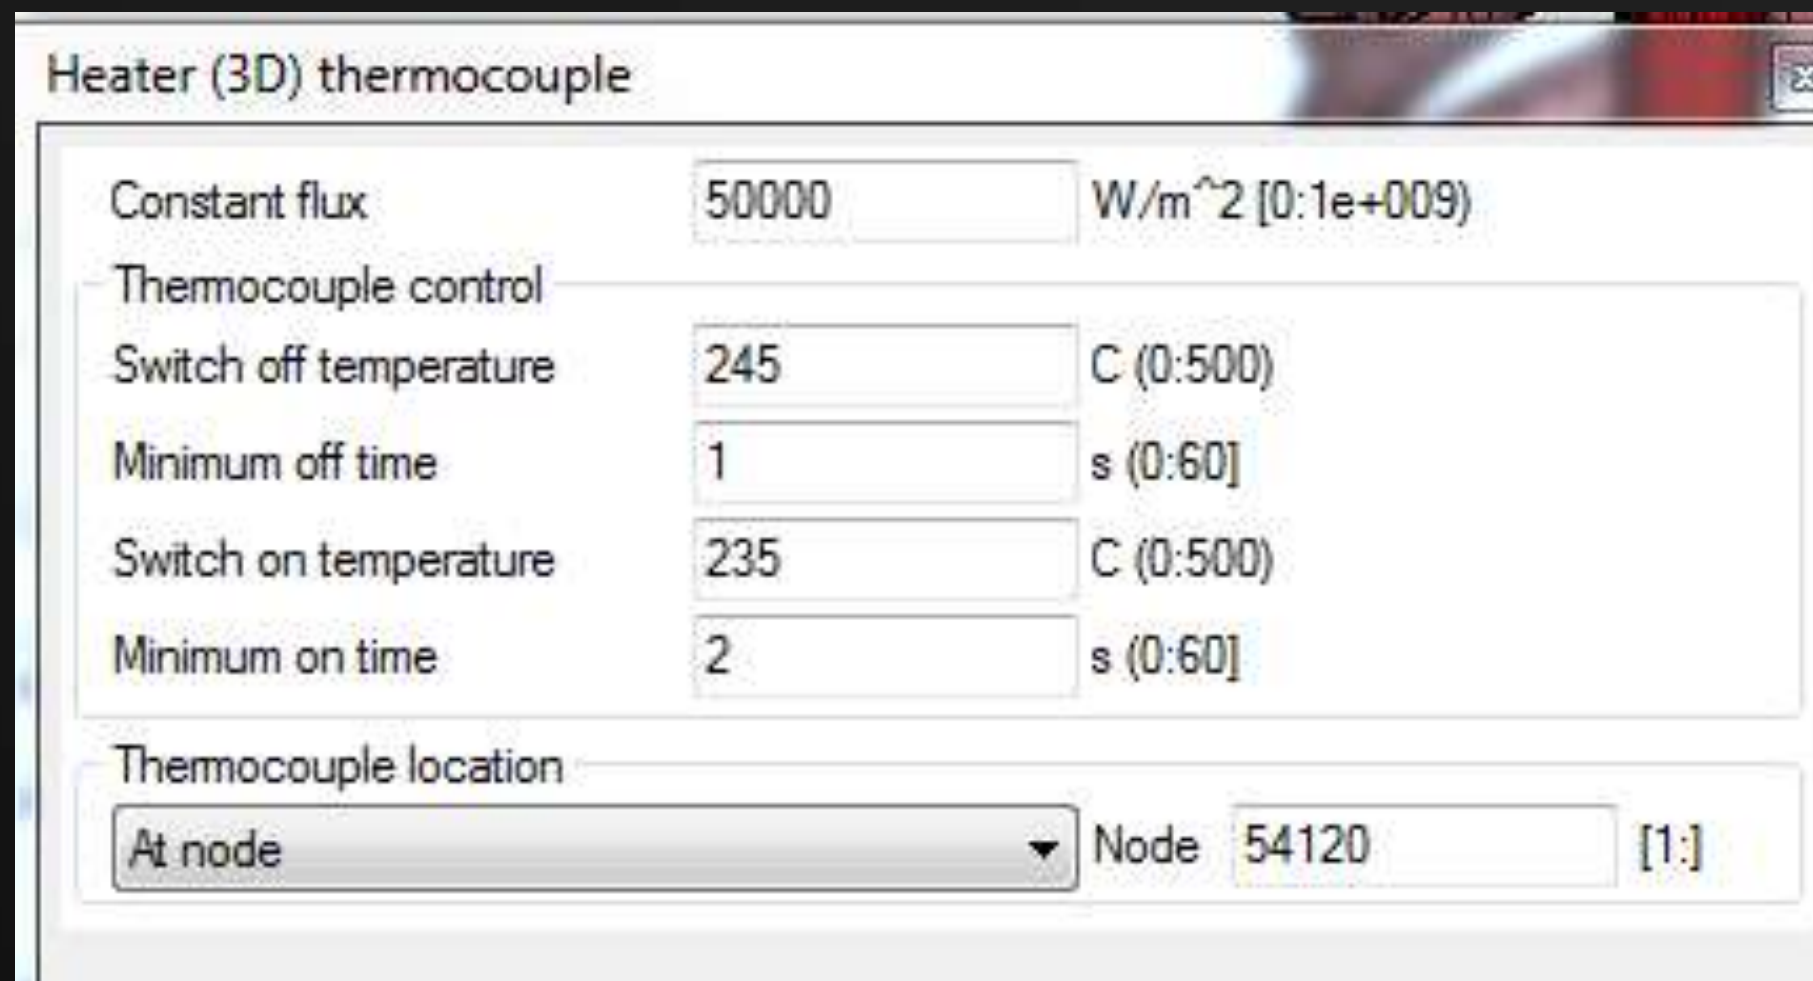 Heater (3D) thermocouple
Constant flux 50000 W/m^2 [0:1e+009)
Thermocouple control
Switch off temperature 245 C (0:500)
Minimum off time 1 s (0:60]
Switch on temperature 235 C (0:500)
Minimum on time 2 s (0:60]
Thermocouple location
At node Node 54120 [1:]